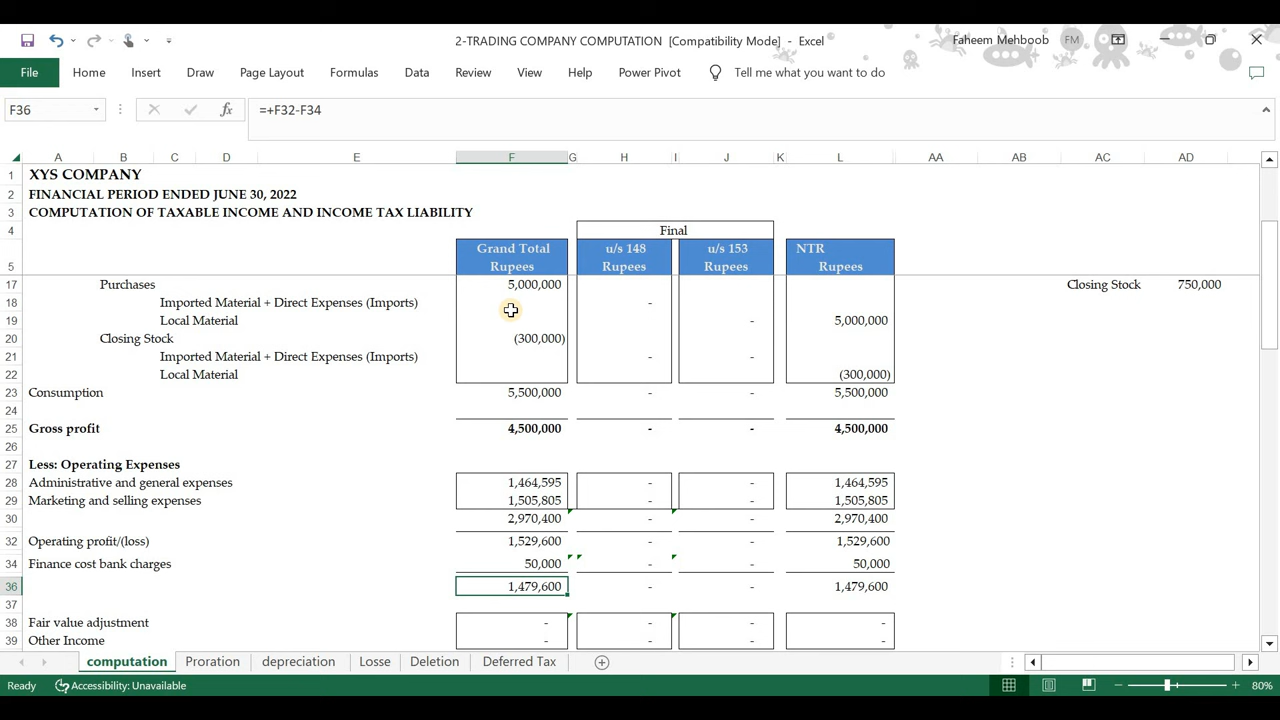 2-TRADING COMPANY COMPUTATION [Compatibility Mode] - Excel
Faheem Mehboob FM
File Home Insert Draw Page Layout Formulas Data Review View Help Power Pivot Tell me what you want to do
F36 fx =+F32-F34
A B C D E F G H I J K L AA AB AC AD
1 XYS COMPANY
2 FINANCIAL PERIOD ENDED JUNE 30, 2022
3 COMPUTATION OF TAXABLE INCOME AND INCOME TAX LIABILITY
4 Final
Grand Total u/s 148 u/s 153 NTR
5 Rupees Rupees Rupees Rupees
17 Purchases 5,000,000 Closing Stock 750,000
18 Imported Material + Direct Expenses (Imports) -
19 Local Material - 5,000,000
20 Closing Stock (300,000)
21 Imported Material + Direct Expenses (Imports) - -
22 Local Material (300,000)
23 Consumption 5,500,000 - - 5,500,000
24
25 Gross profit 4,500,000 - - 4,500,000
26
27 Less: Operating Expenses
28 Administrative and general expenses 1,464,595 - - 1,464,595
29 Marketing and selling expenses 1,505,805 - - 1,505,805
30 2,970,400 - - 2,970,400
32 Operating profit/(loss) 1,529,600 - - 1,529,600
34 Finance cost bank charges 50,000 - - 50,000
36 1,479,600 - - 1,479,600
37
38 Fair value adjustment - - - -
39 Other Income - - - -
computation Proration depreciation Losse Deletion Deferred Tax
Ready Accessibility: Unavailable 80%